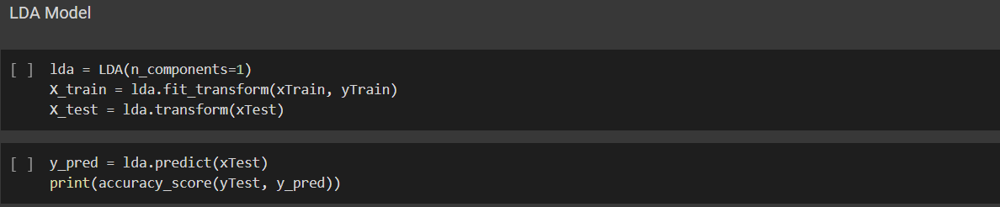 LDA Model
[ ] lda = LDA(n_components=1)
X_train = lda.fit_transform(xTrain, yTrain)
X_test = lda.transform(xTest)
[ ] y_pred = lda.predict(xTest)
print(accuracy_score(yTest, y_pred))